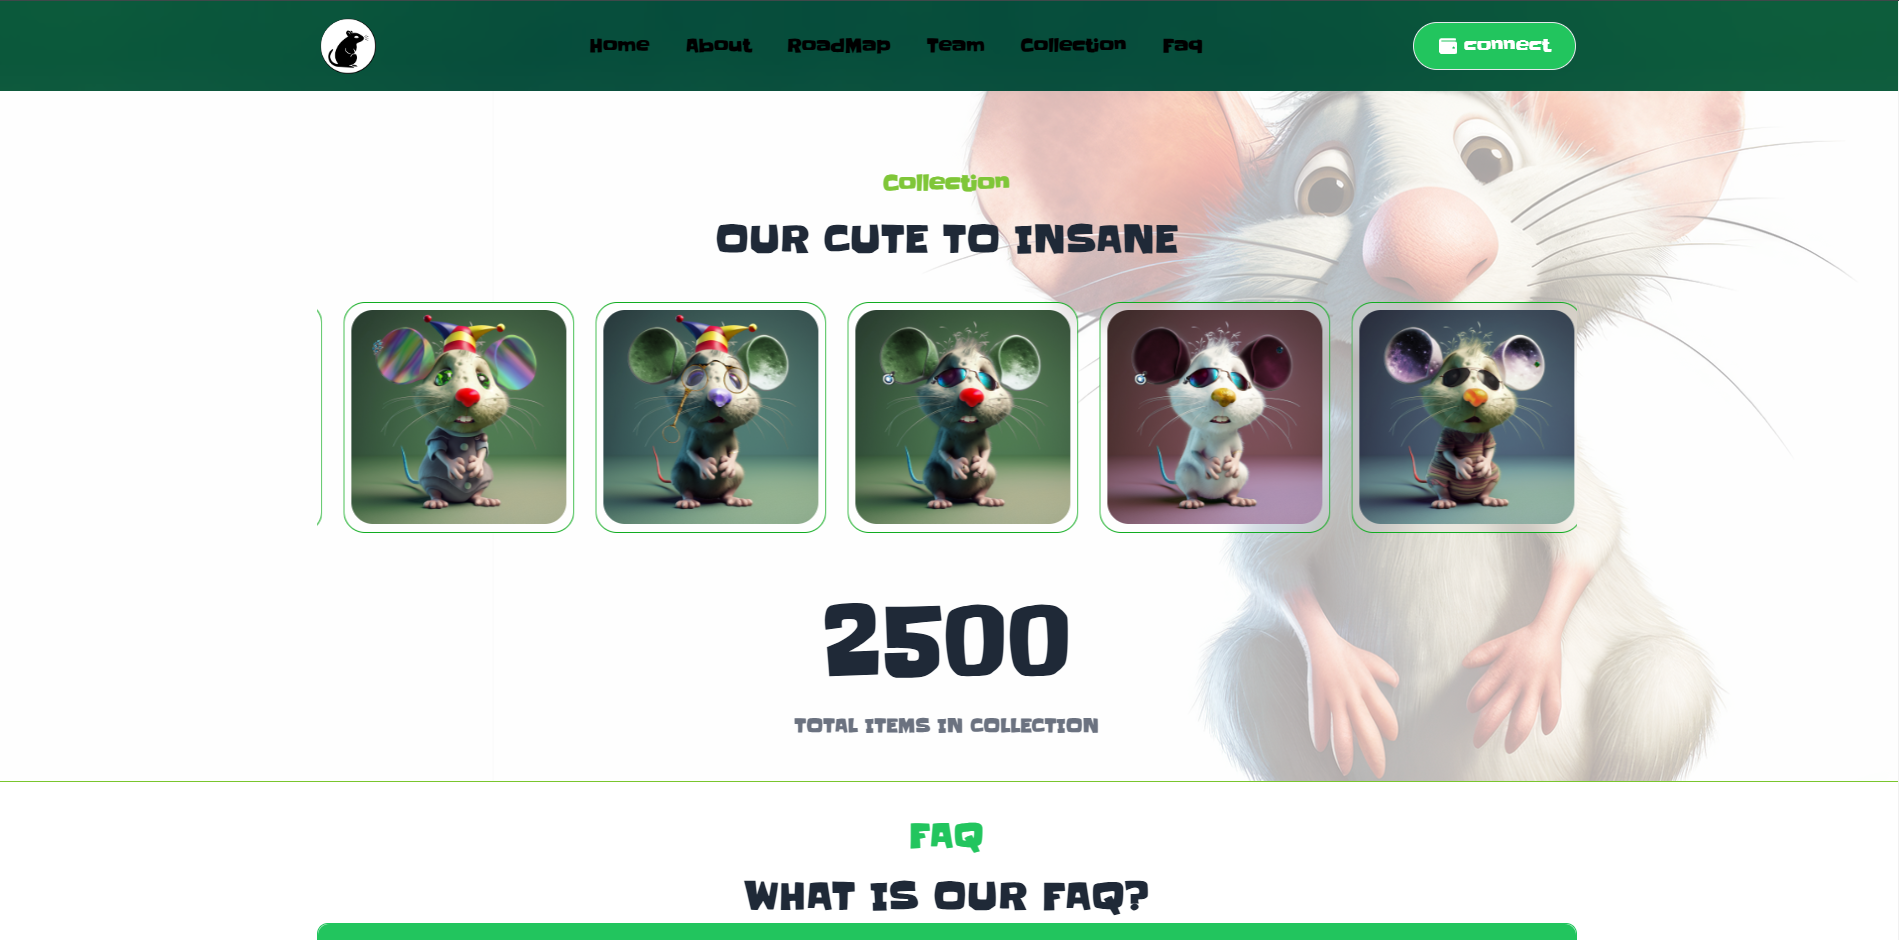 Home About RoadMap Team Collection Faq connect
Collection
OUR CUTE TO INSANE
2500
TOTAL ITEMS IN COLLECTION
FAQ
WHAT IS OUR FAQ?